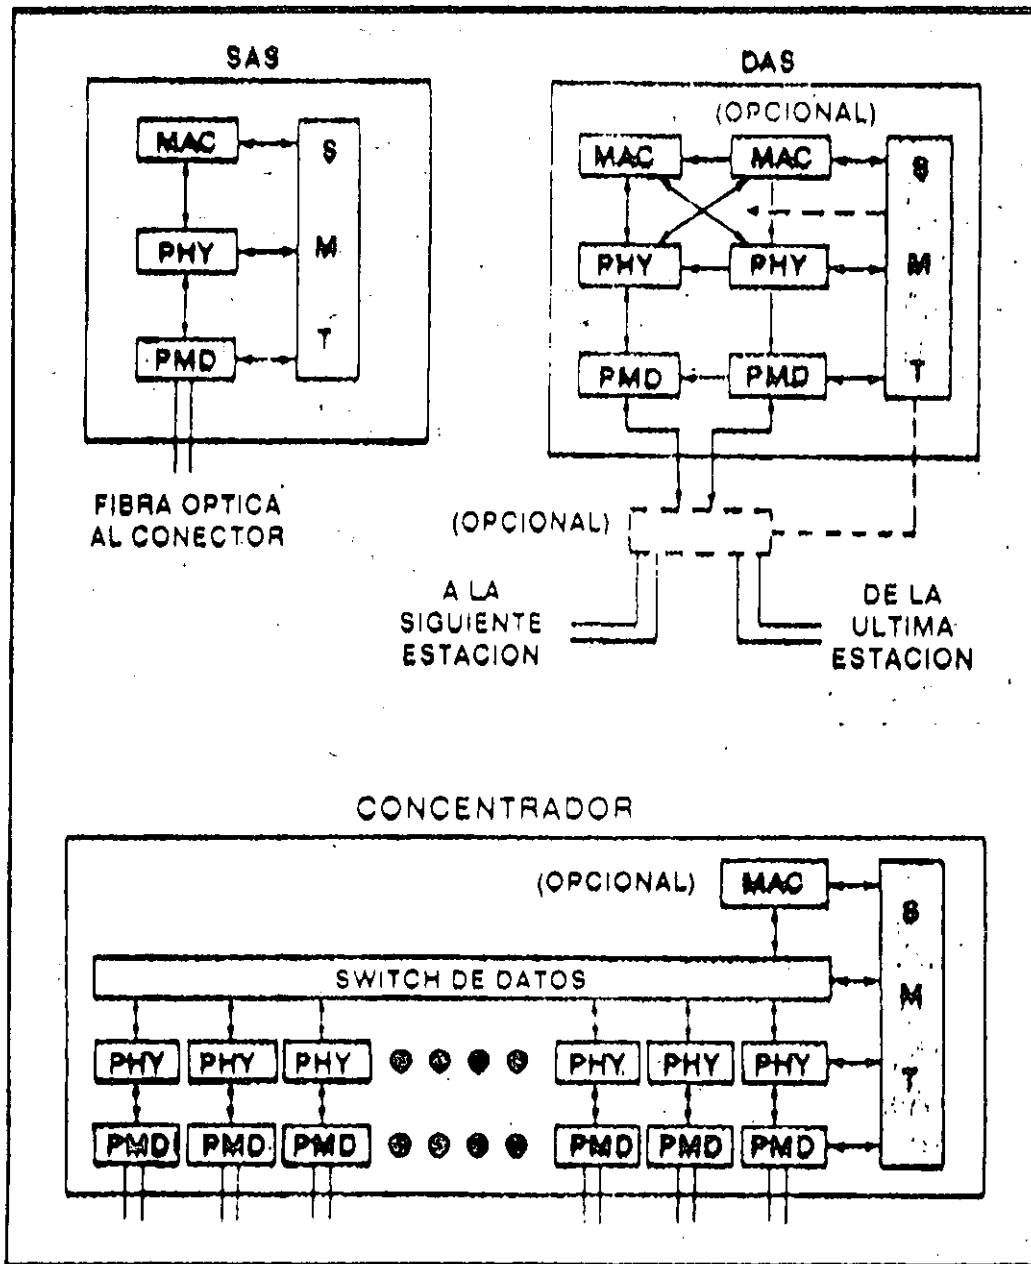 SAS
MAC
PHY
PMD
S
M
T
FIBRA OPTICA
AL CONECTOR
DAS
(OPCIONAL)
MAC
MAC
PHY
PHY
PMD
PMD
S
M
T
(OPCIONAL)
A LA
SIGUIENTE
ESTACION
DE LA
ULTIMA
ESTACION
CONCENTRADOR
(OPCIONAL)
MAC
SWITCH DE DATOS
PHY
PHY
PHY
PHY
PHY
PHY
PMD
PMD
PMD
PMD
PMD
PMD
S
M
T